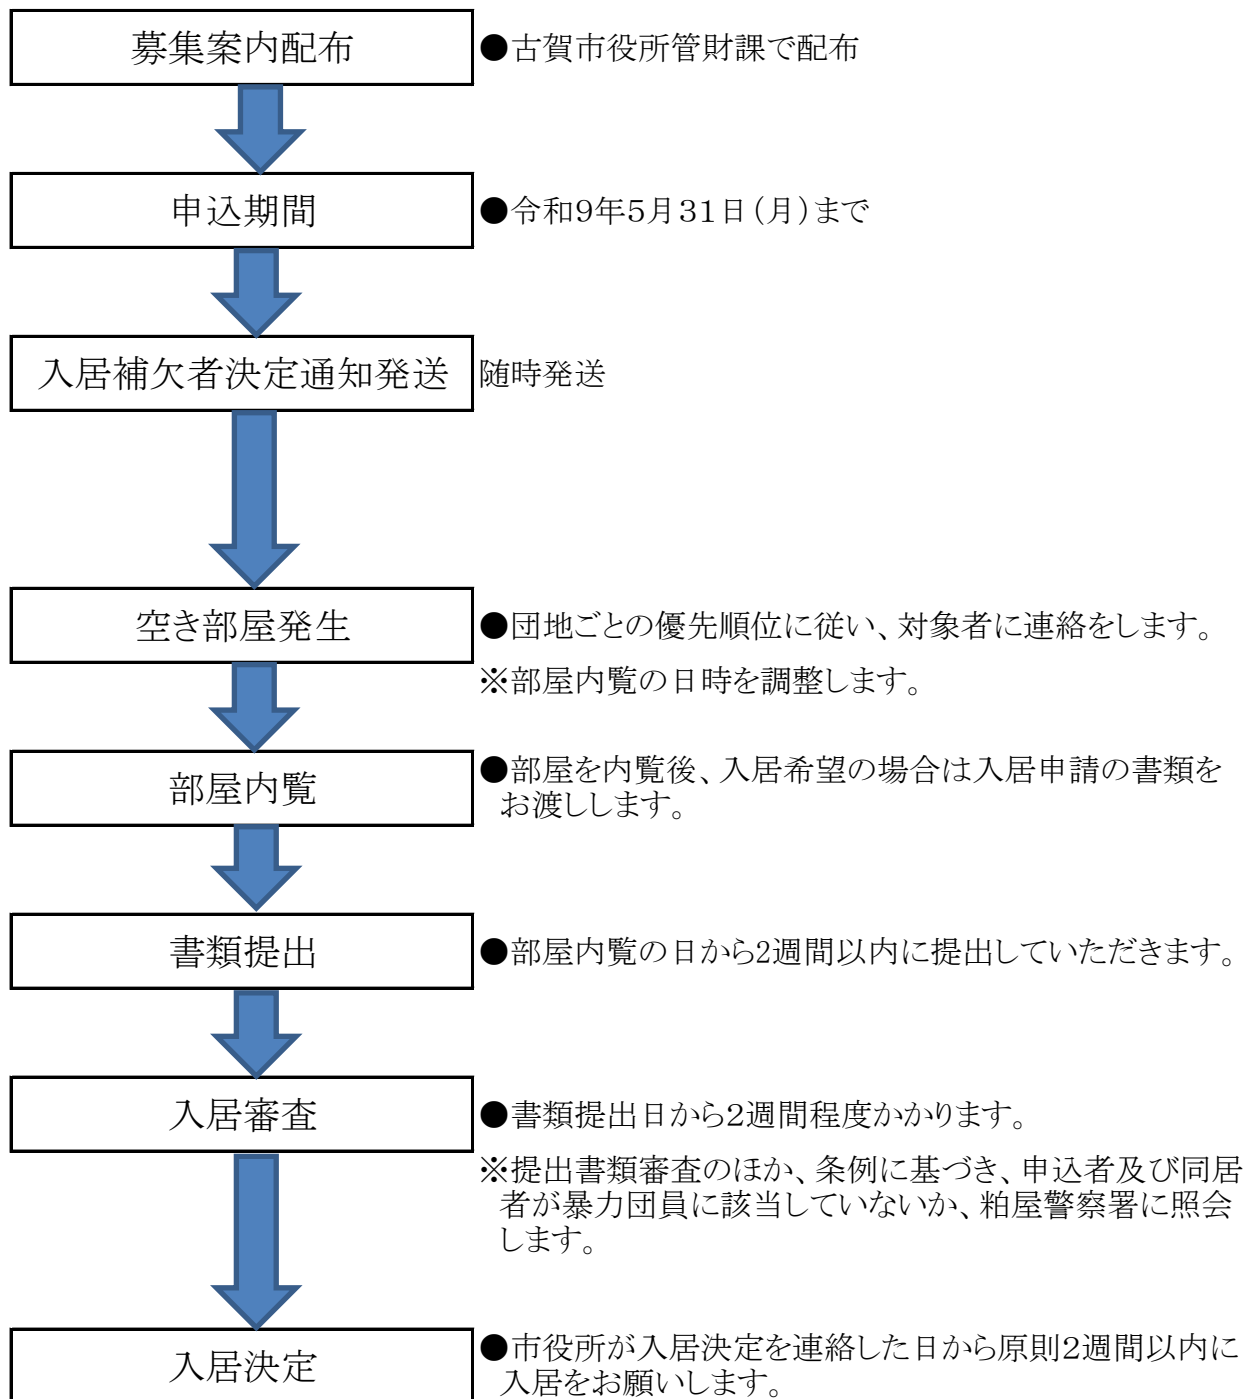 募集案内配布
●古賀市役所管財課で配布
申込期間
●令和9年5月31日(月)まで
入居補欠者決定通知発送
随時発送
空き部屋発生
●団地ごとの優先順位に従い、対象者に連絡をします。
※部屋内覧の日時を調整します。
部屋内覧
●部屋を内覧後、入居希望の場合は入居申請の書類を
お渡しします。
書類提出
●部屋内覧の日から2週間以内に提出していただきます。
入居審査
●書類提出日から2週間程度かかります。
※提出書類審査のほか、条例に基づき、申込者及び同居
者が暴力団員に該当していないか、粕屋警察署に照会
します。
入居決定
●市役所が入居決定を連絡した日から原則2週間以内に
入居をお願いします。